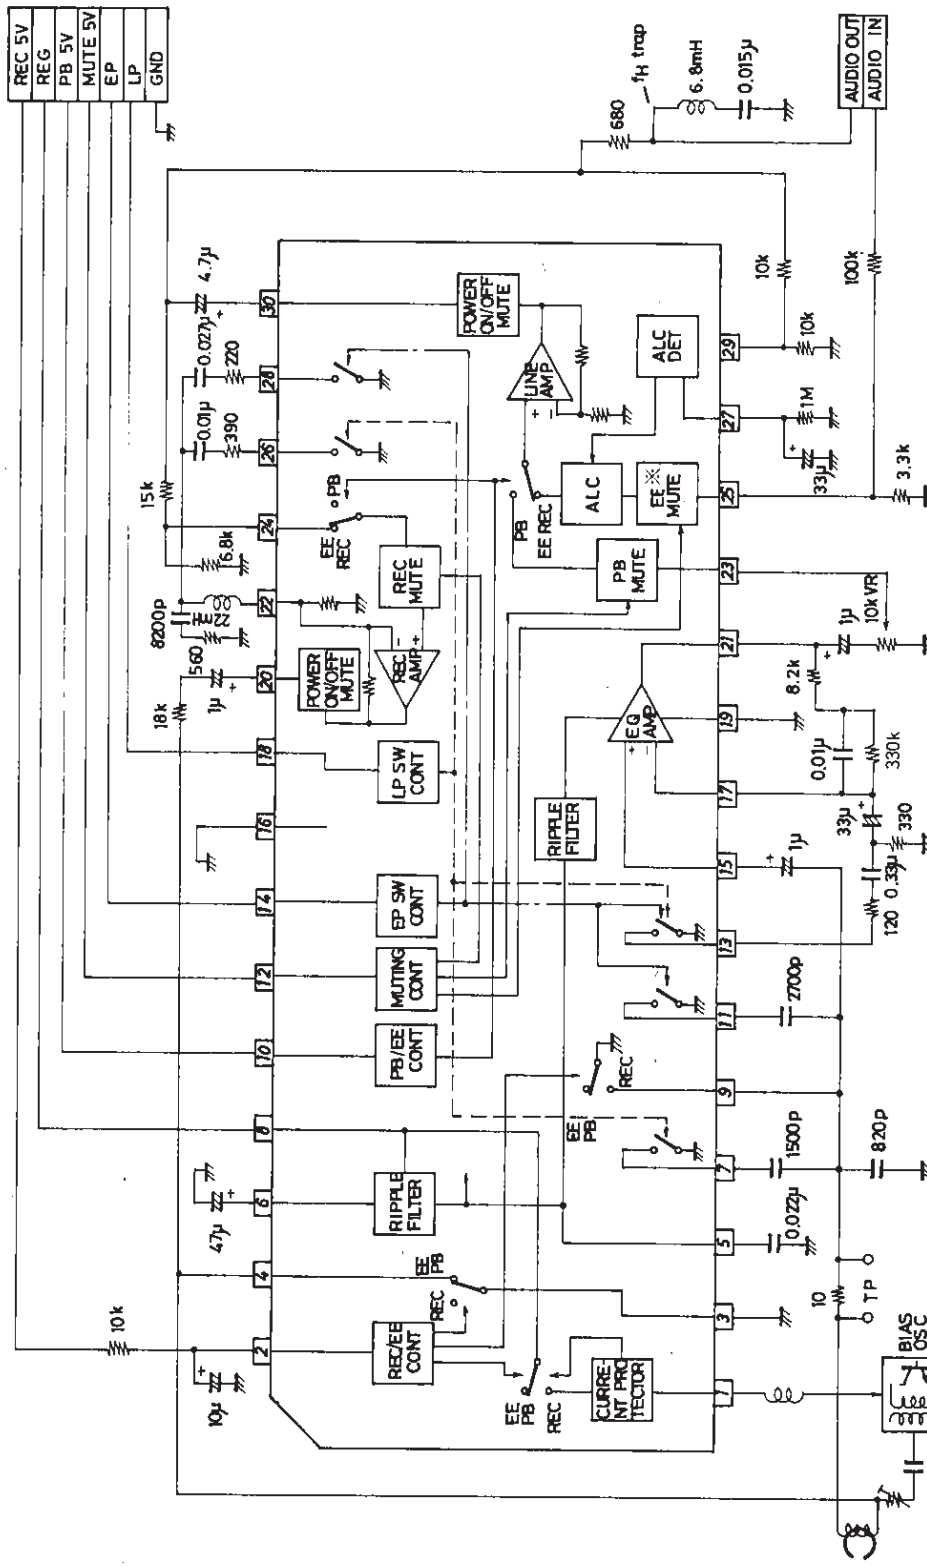 REC 5V
REG
PB 5V
MUTE 5V
EP
LP
GND
10k
10μ
47μ
18k
1μ
560
8200p
22mH
6.8k
15k
0.01μ
390
0.027μ
220
4.7μ
680
fH trap
6.8mH
0.015μ
AUDIO OUT
AUDIO IN
2
4
6
8
10
12
14
16
18
20
22
24
26
28
30
REC/EE
CONT
REC
EE
PB
RIPPLE
FILTER
PB/EE
CONT
MUTING
CONT
EP SW
CONT
LP SW
CONT
POWER
ON/OFF
MUTE
REC
AMP
-
+
REC
MUTE
EE
REC
PB
POWER
ON/OFF
MUTE
LINE
AMP
+
-
PB
EE REC
ALC
ALC
DET
EE※
MUTE
PB
MUTE
EQ
AMP
+
-
RIPPLE
FILTER
EE
PB
REC
EE
PB
REC
CURRE-
NT PRO
TECTOR
1
3
5
7
9
11
13
15
17
19
21
23
25
27
29
BIAS
OSC
10
TP
0.022μ
1500p
820p
2700p
1μ
120
0.33μ
330
33μ
0.01μ
330k
8.2k
1μ
10kVR
3.3k
33μ
1M
10k
10k
100k